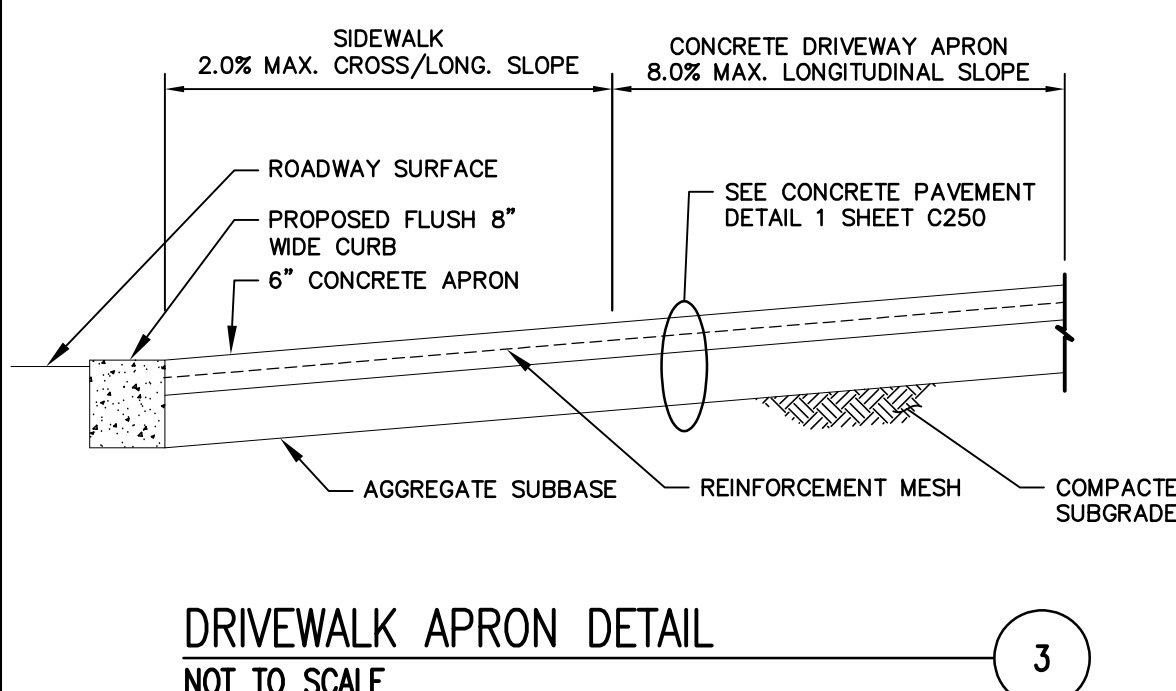 SIDEWALK
2.0% MAX. CROSS/LONG. SLOPE
CONCRETE DRIVEWAY APRON
8.0% MAX. LONGITUDINAL SLOPE
ROADWAY SURFACE
PROPOSED FLUSH 8"
WIDE CURB
6" CONCRETE APRON
SEE CONCRETE PAVEMENT
DETAIL 1 SHEET C250
AGGREGATE SUBBASE
REINFORCEMENT MESH
COMPACTE
SUBGRADE
DRIVEWALK APRON DETAIL
NOT TO SCALE
3